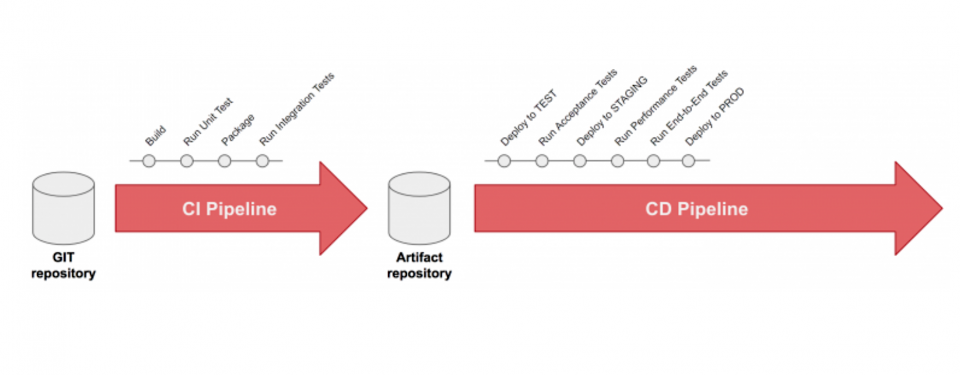 Build
Run Unit Test
Package
Run Integration Tests
Deploy to TEST
Run Acceptance Tests
Deploy to STAGING
Run Performance Tests
Run End-to-End Tests
Deploy to PROD
CI Pipeline
CD Pipeline
GIT
repository
Artifact
repository